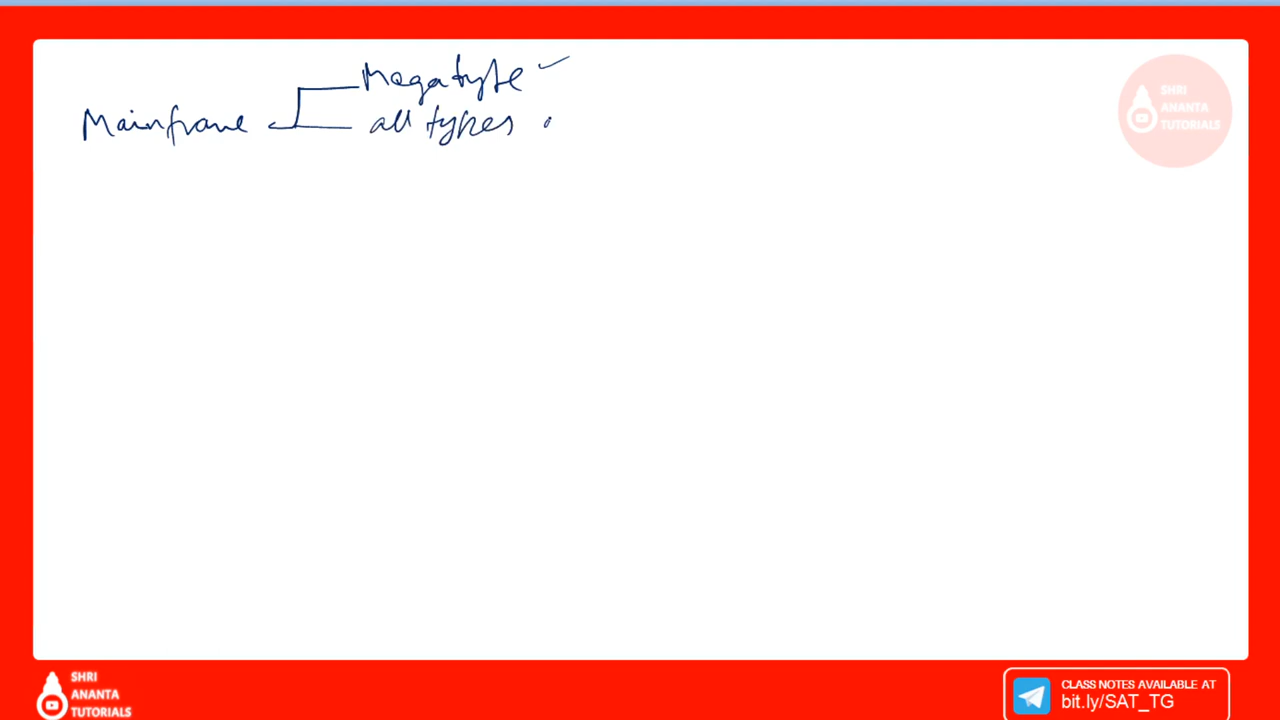 Megabyte
Mainframe
all types
SHRI
ANANTA
TUTORIALS
SHRI
ANANTA
TUTORIALS
CLASS NOTES AVAILABLE AT
bit.ly/SAT_TG